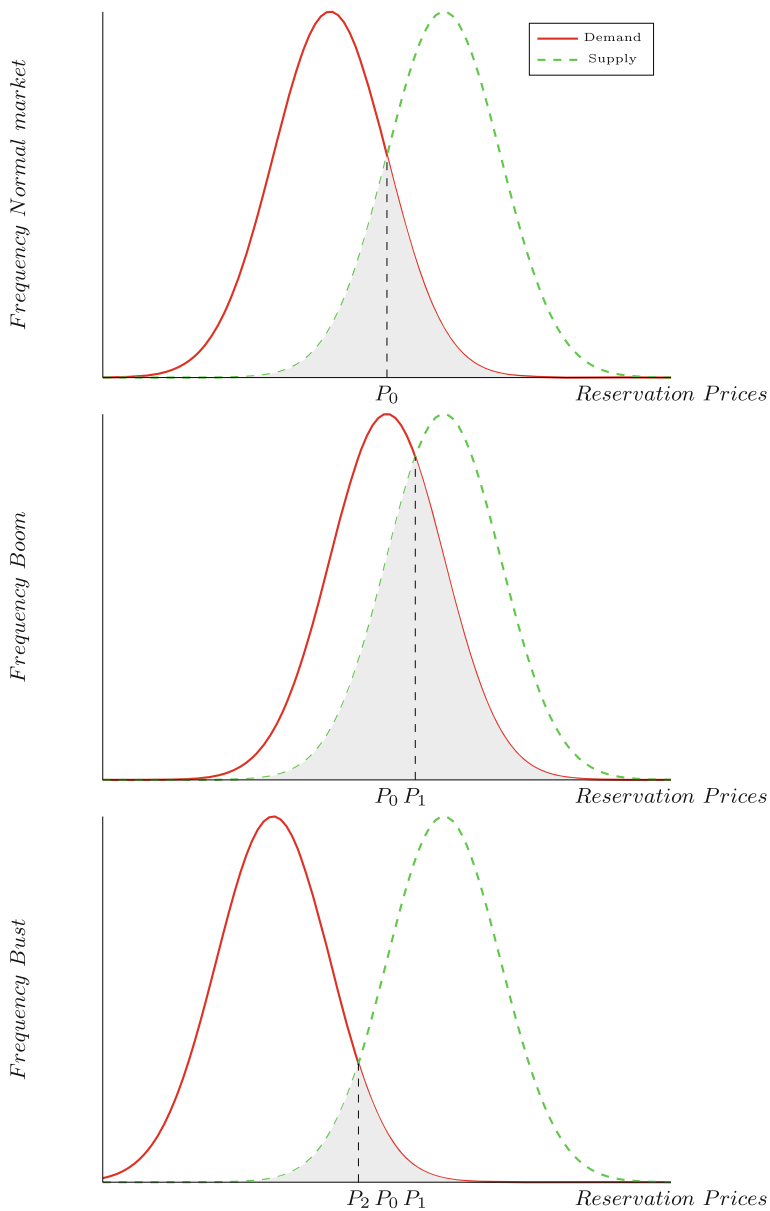 Demand
Supply
Frequency Normal market
P₀
Reservation Prices
Frequency Boom
P₀ P₁
Reservation Prices
Frequency Bust
P₂ P₀ P₁
Reservation Prices